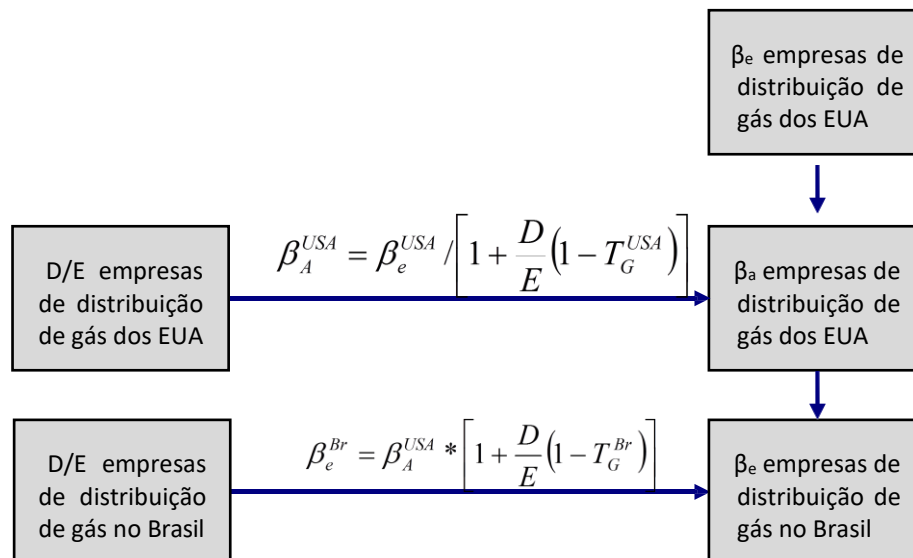 βₑ empresas de
distribuição de
gás dos EUA
D/E empresas
de distribuição
de gás dos EUA
β_A^{USA} = β_e^{USA} / [1 + \frac{D}{E}(1 − T_G^{USA})]
βₐ empresas de
distribuição de
gás dos EUA
D/E empresas
de distribuição
de gás no Brasil
β_e^{Br} = β_A^{USA} * [1 + \frac{D}{E}(1 − T_G^{Br})]
βₑ empresas de
distribuição de
gás no Brasil